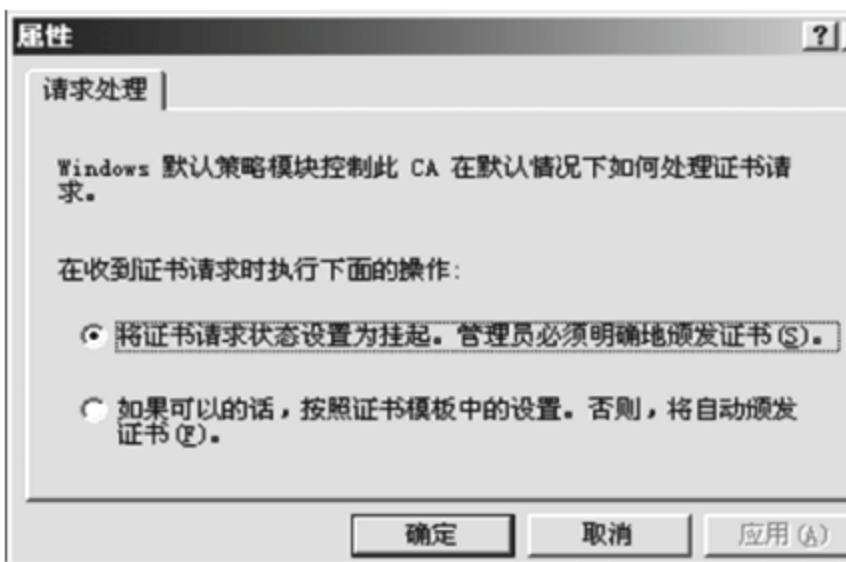 属性
?
请求处理
Windows 默认策略模块控制此 CA 在默认情况下如何处理证书请
求。
在收到证书请求时执行下面的操作:
将证书请求状态设置为挂起。管理员必须明确地颁发证书(S)。
如果可以的话，按照证书模板中的设置。否则，将自动颁发
证书(F)。
确定 取消 应用(A)